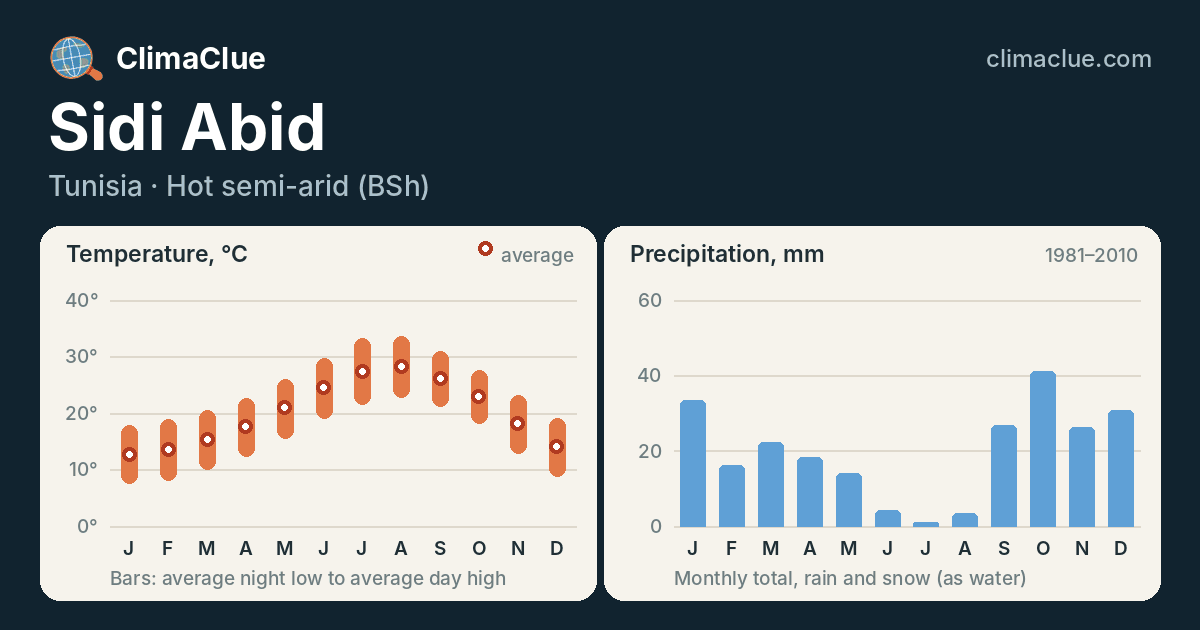 ClimaClue
climaclue.com
Sidi Abid
Tunisia · Hot semi-arid (BSh)
Temperature, °C
average
40°
30°
20°
10°
0°
J F M A M J J A S O N D
Bars: average night low to average day high
Precipitation, mm
1981–2010
60
40
20
0
J F M A M J J A S O N D
Monthly total, rain and snow (as water)